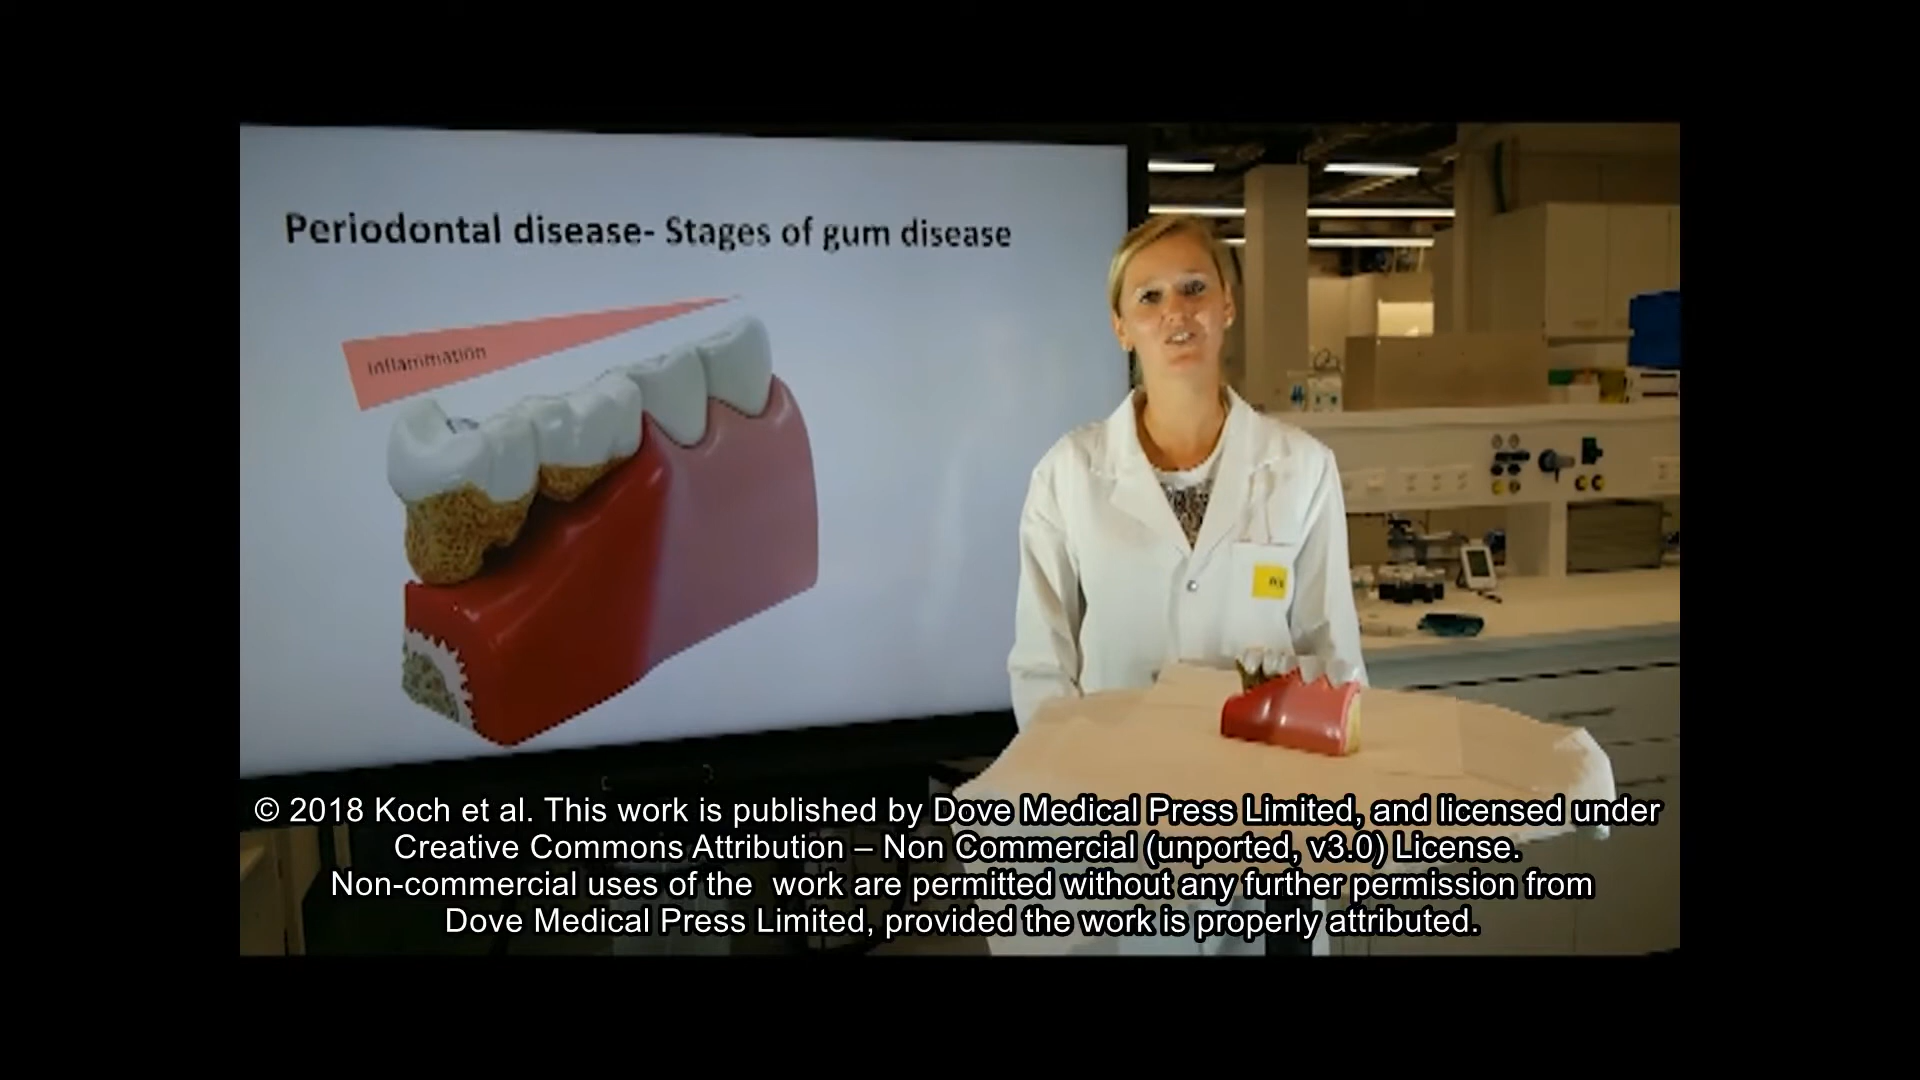 Periodontal disease- Stages of gum disease
inflammation
© 2018 Koch et al. This work is published by Dove Medical Press Limited, and licensed under
Creative Commons Attribution – Non Commercial (unported, v3.0) License.
Non-commercial uses of the  work are permitted without any further permission from
Dove Medical Press Limited, provided the work is properly attributed.